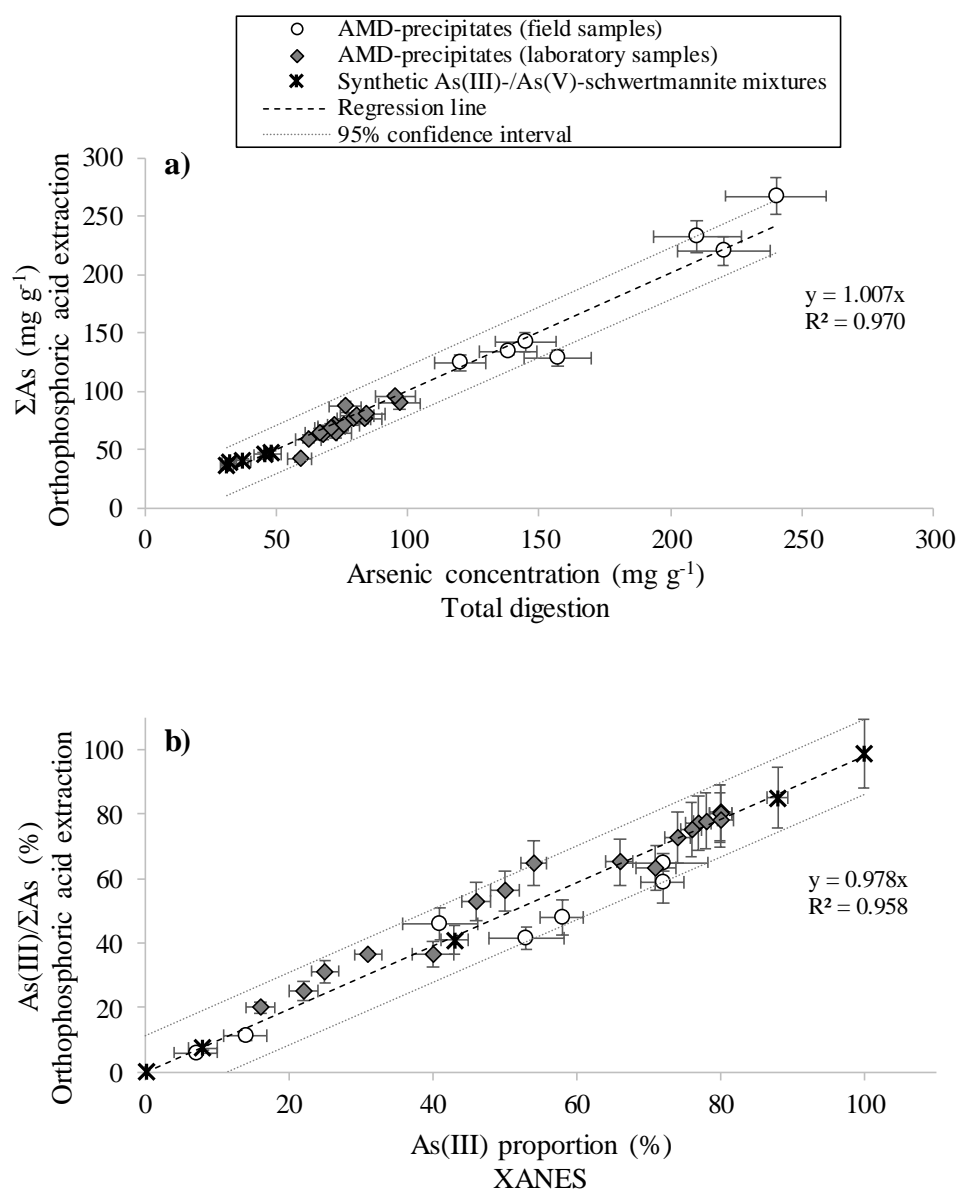 AMD-precipitates (field samples)
AMD-precipitates (laboratory samples)
Synthetic As(III)-/As(V)-schwertmannite mixtures
Regression line
95% confidence interval
a)
ΣAs (mg g⁻¹)
Orthophosphoric acid extraction
300
250
200
150
100
50
0
y = 1.007x
R² = 0.970
0 50 100 150 200 250 300
Arsenic concentration (mg g⁻¹)
Total digestion
b)
As(III)/ΣAs (%)
Orthophosphoric acid extraction
100
80
60
40
20
0
y = 0.978x
R² = 0.958
0 20 40 60 80 100
As(III) proportion (%)
XANES